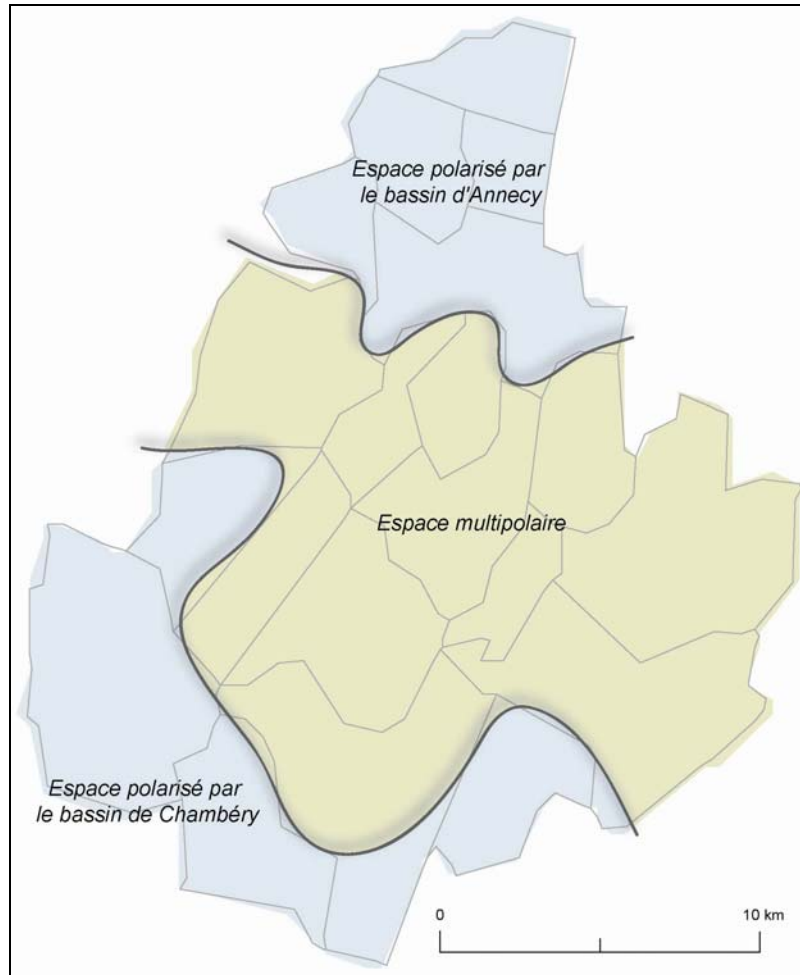 Espace polarisé par
le bassin d'Annecy
Espace multipolaire
Espace polarisé par
le bassin de Chambéry
0
10 km